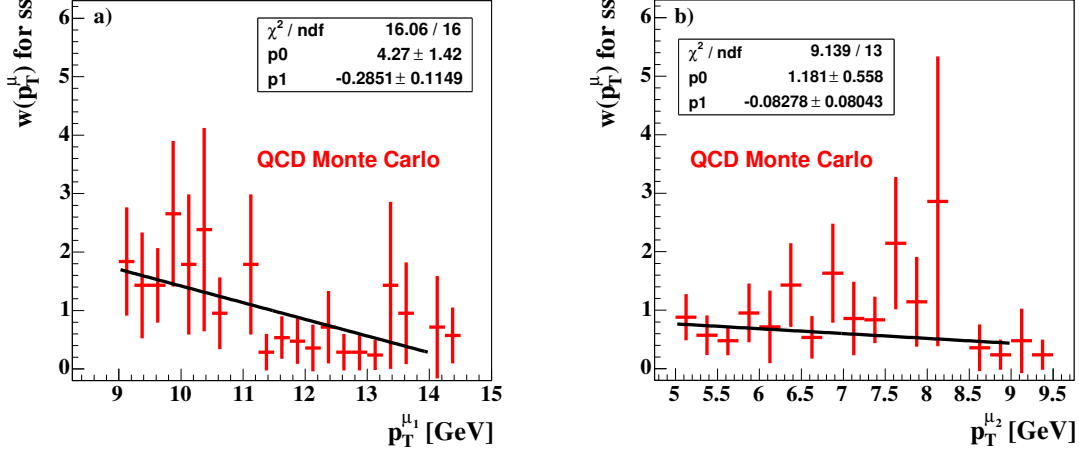 a)
w(p_T^μ) for ss
χ² / ndf 16.06 / 16
p0 4.27 ± 1.42
p1 -0.2851 ± 0.1149
QCD Monte Carlo
6
5
4
3
2
1
0
9 10 11 12 13 14 15
p_T^{μ₁} [GeV]
b)
w(p_T^μ) for ss
χ² / ndf 9.139 / 13
p0 1.181 ± 0.558
p1 -0.08278 ± 0.08043
QCD Monte Carlo
6
5
4
3
2
1
0
5 5.5 6 6.5 7 7.5 8 8.5 9 9.5
p_T^{μ₂} [GeV]